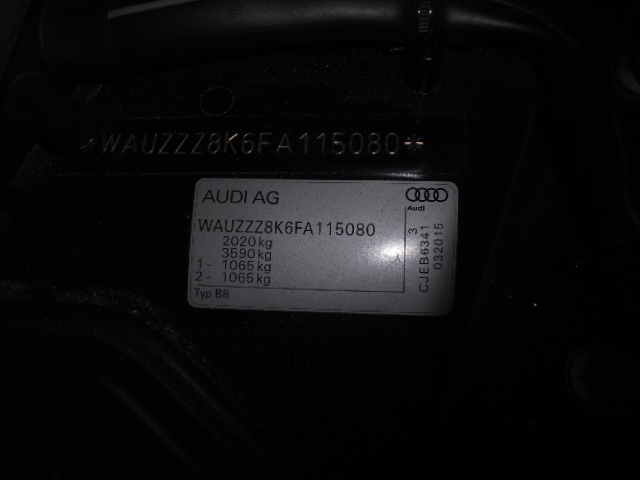 *WAUZZZ8K6FA115080*
AUDI AG
Audi
WAUZZZ8K6FA115080
2020kg
3590kg
1- 1065kg
2- 1065kg
Typ B8
3
CJEB6341
032015